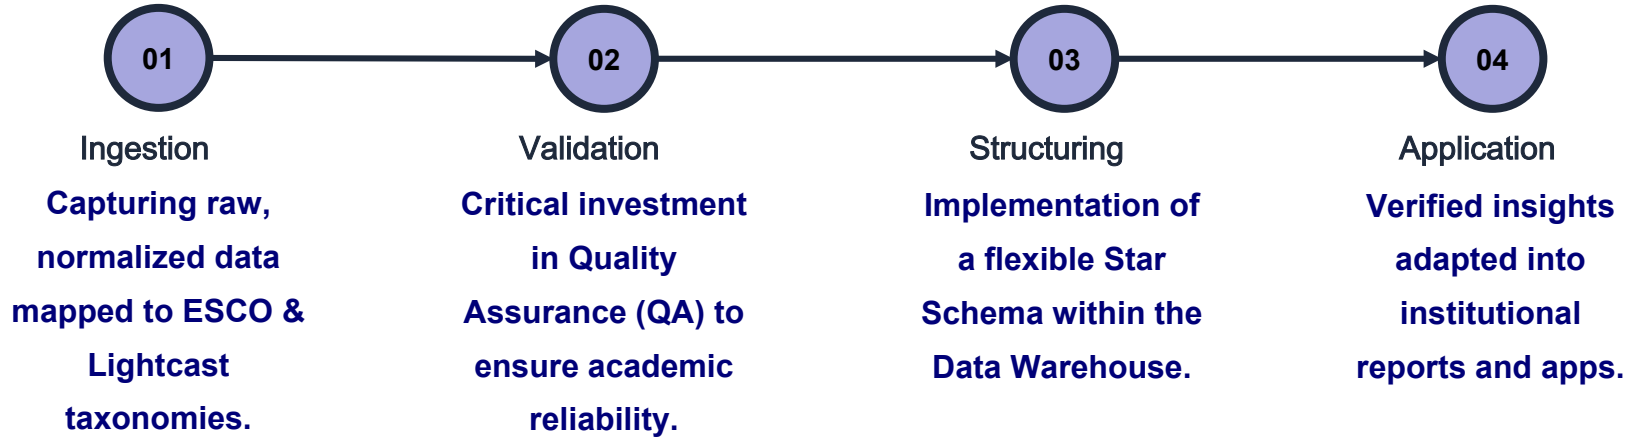 01
Ingestion
Capturing raw,
normalized data
mapped to ESCO &
Lightcast
taxonomies.
02
Validation
Critical investment
in Quality
Assurance (QA) to
ensure academic
reliability.
03
Structuring
Implementation of
a flexible Star
Schema within the
Data Warehouse.
04
Application
Verified insights
adapted into
institutional
reports and apps.